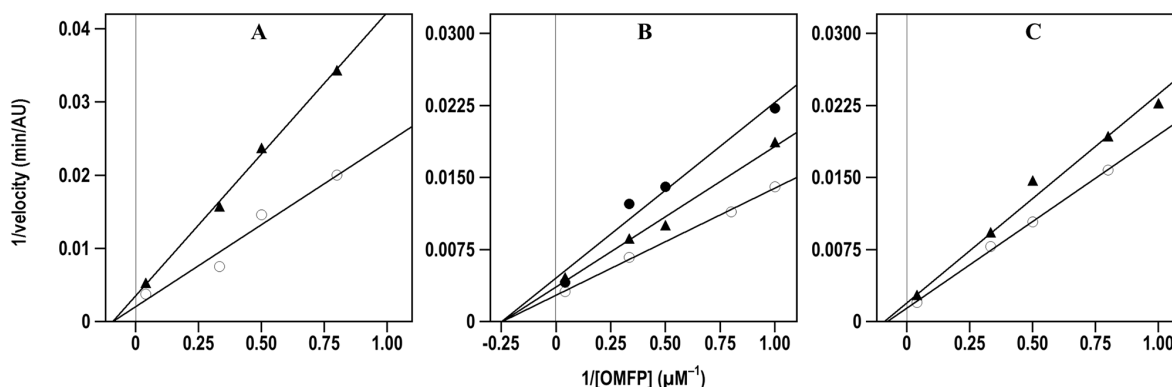 A B C
0.04 0.0300 0.0300
0.03 0.0225 0.0225
0.02 0.0150 0.0150
0.01 0.0075 0.0075
0 0 0
0 0.25 0.50 0.75 1.00 -0.25 0 0.25 0.50 0.75 1.00 0 0.25 0.50 0.75 1.00
1/velocity (min/AU)
1/[OMFP] (µM⁻¹)